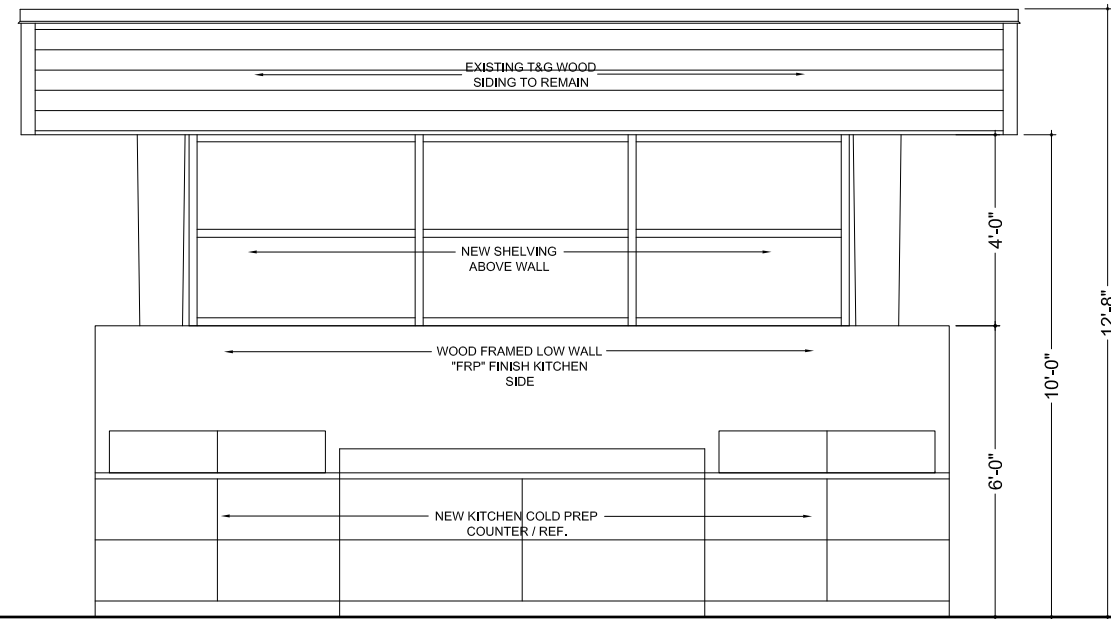 EXISTING T&G WOOD
SIDING TO REMAIN
NEW SHELVING
ABOVE WALL
4'-0"
12'-8"
WOOD FRAMED LOW WALL
"FRP" FINISH KITCHEN
SIDE
10'-0"
6'-0"
NEW KITCHEN COLD PREP
COUNTER / REF.